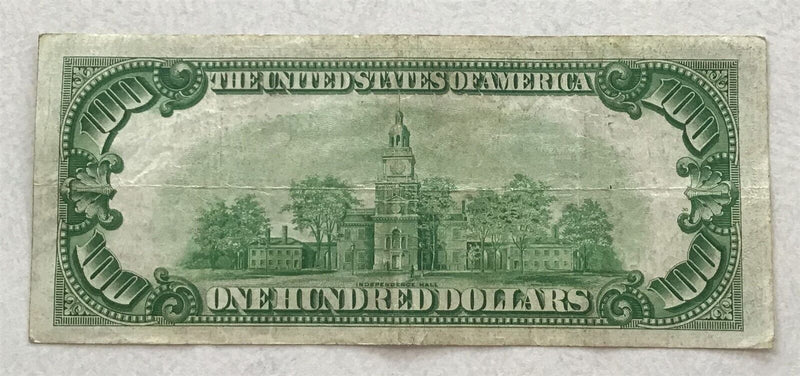 100 THE UNITED STATES OF AMERICA 100
INDEPENDENCE HALL
100 ONE HUNDRED DOLLARS 100